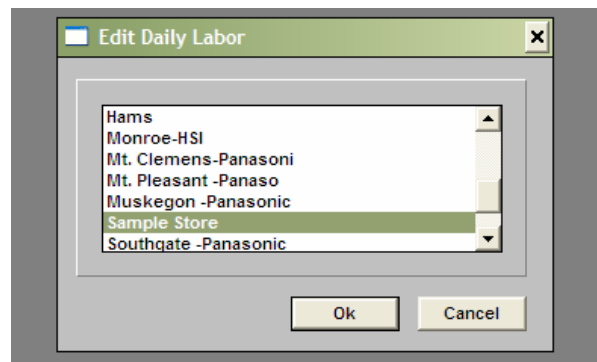 Edit Daily Labor
Hams
Monroe-HSI
Mt. Clemens-Panasoni
Mt. Pleasant -Panaso
Muskegon -Panasonic
Sample Store
Southgate -Panasonic
Ok Cancel